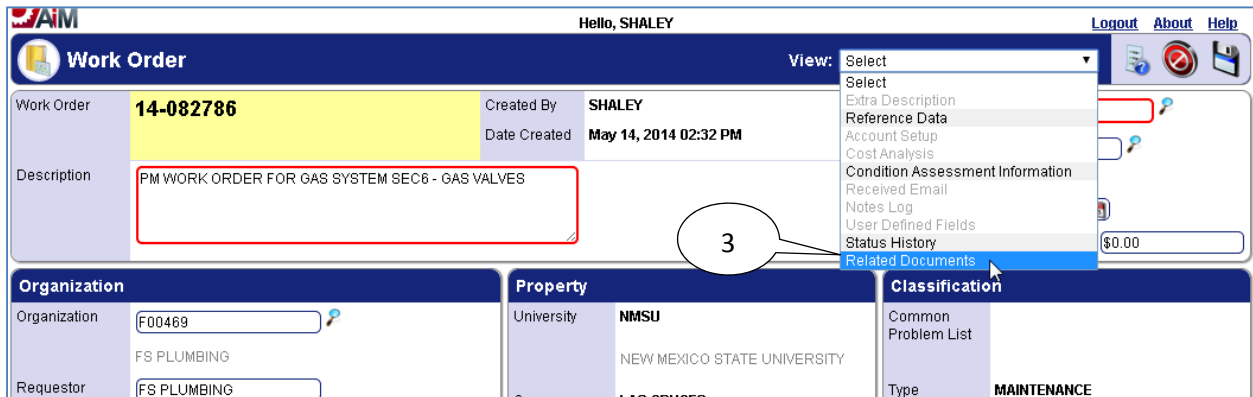 AiM
Hello, SHALEY
Logout About Help
Work Order
View: Select
Select
Extra Description
Reference Data
Account Setup
Cost Analysis
Condition Assessment Information
Received Email
Notes Log
User Defined Fields
Status History
Related Documents
Work Order 14-082786
Created By SHALEY
Date Created May 14, 2014 02:32 PM
Description PM WORK ORDER FOR GAS SYSTEM SEC6 - GAS VALVES
3
$0.00
Organization
Organization F00469
FS PLUMBING
Requestor FS PLUMBING
Property
University NMSU
NEW MEXICO STATE UNIVERSITY
Classification
Common
Problem List
Type MAINTENANCE